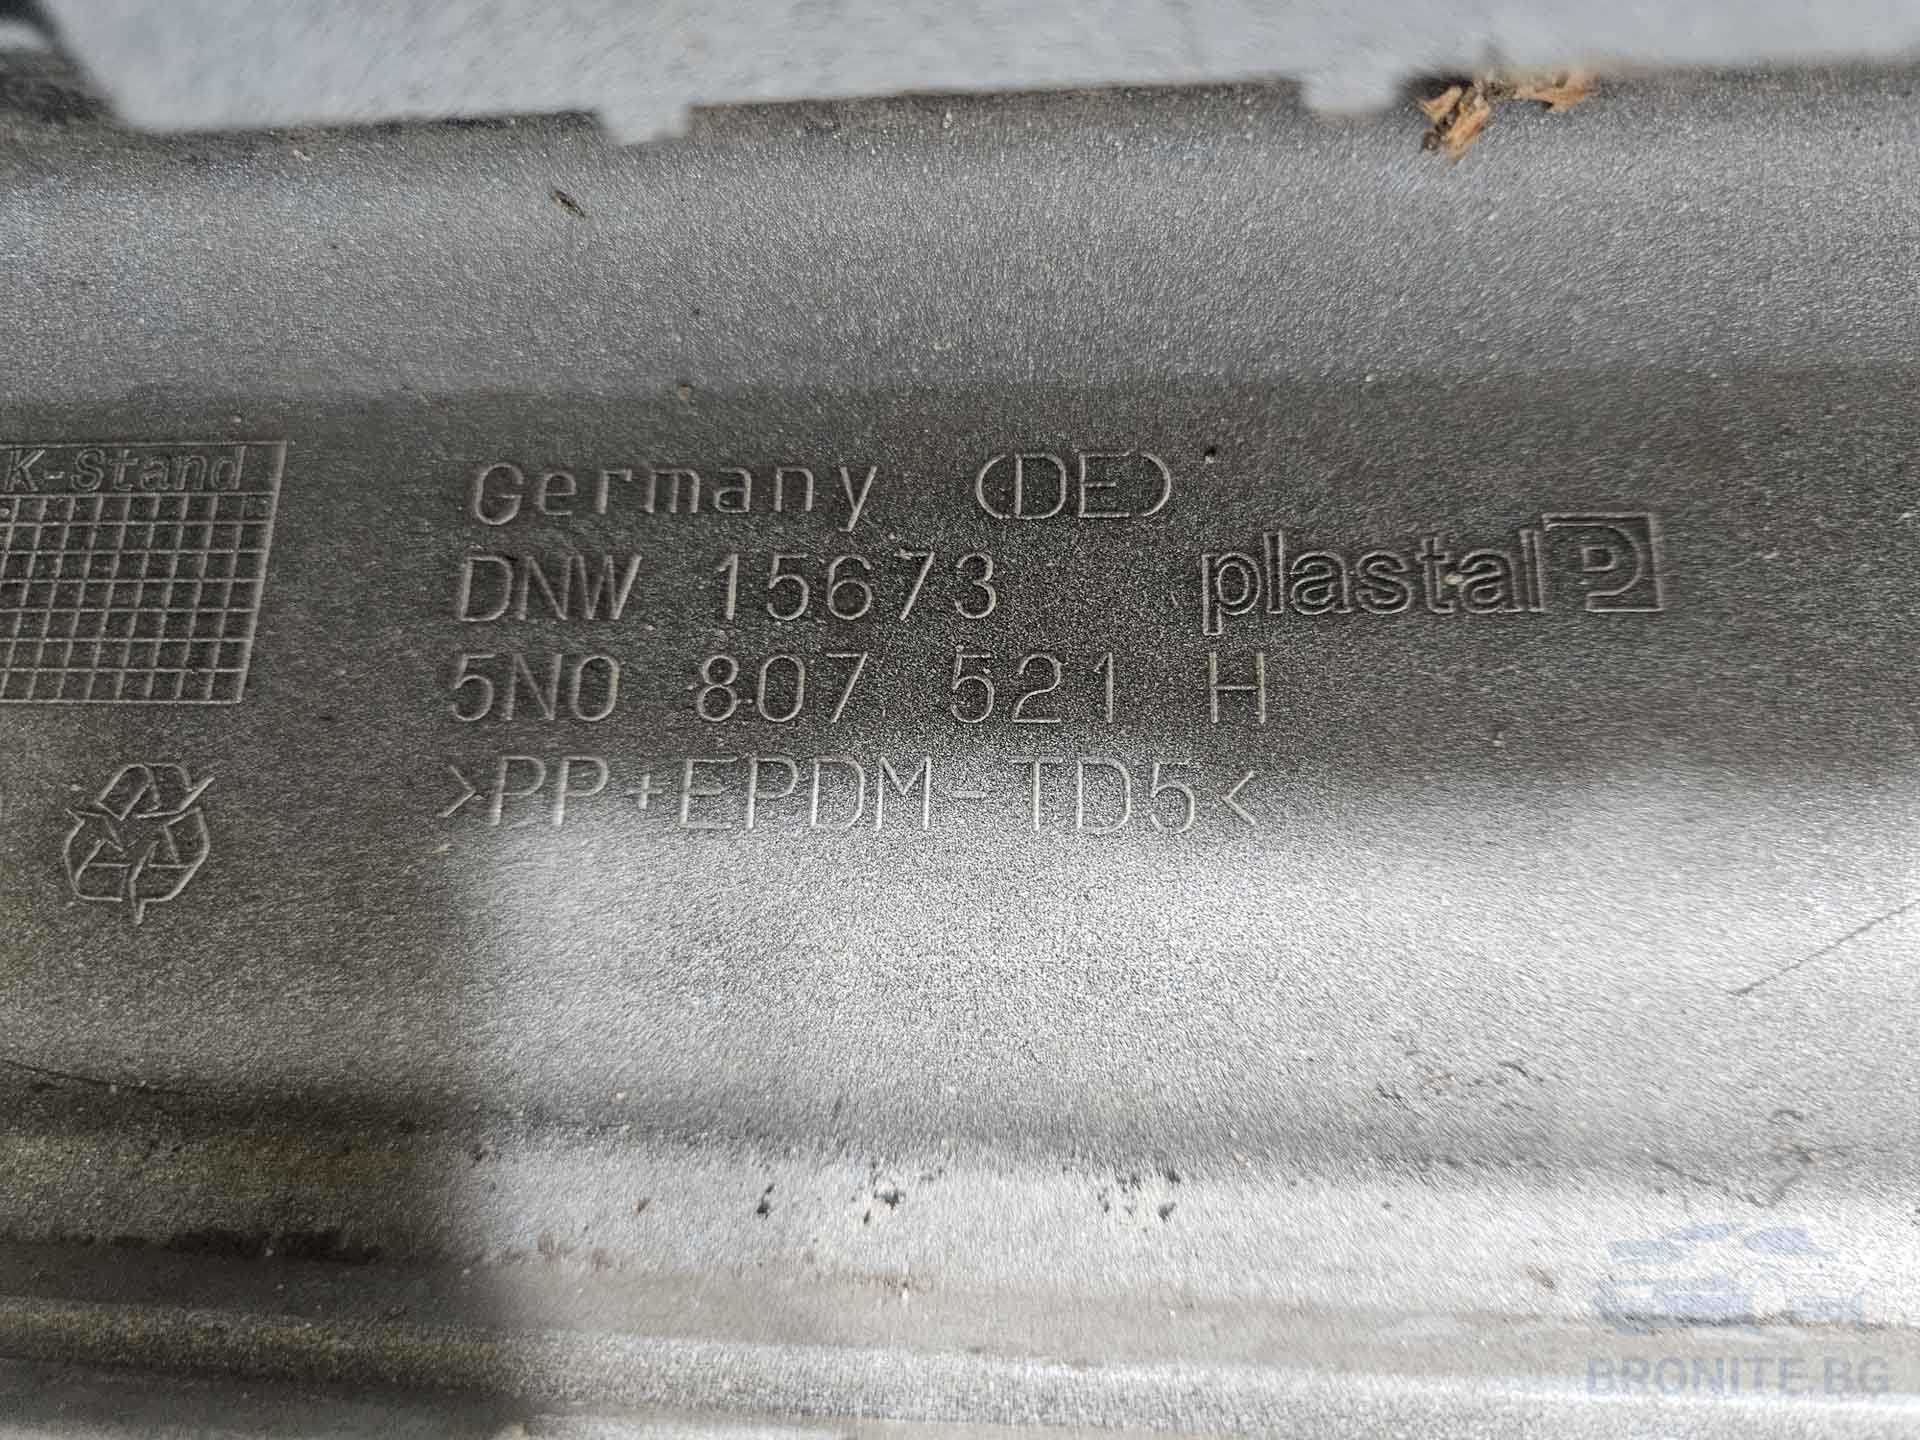 K-Stand
Germany (DE)
DNW 15673
plastal P
5N0 807 521 H
>PP+EPDM-TD5<
BRONITE.BG